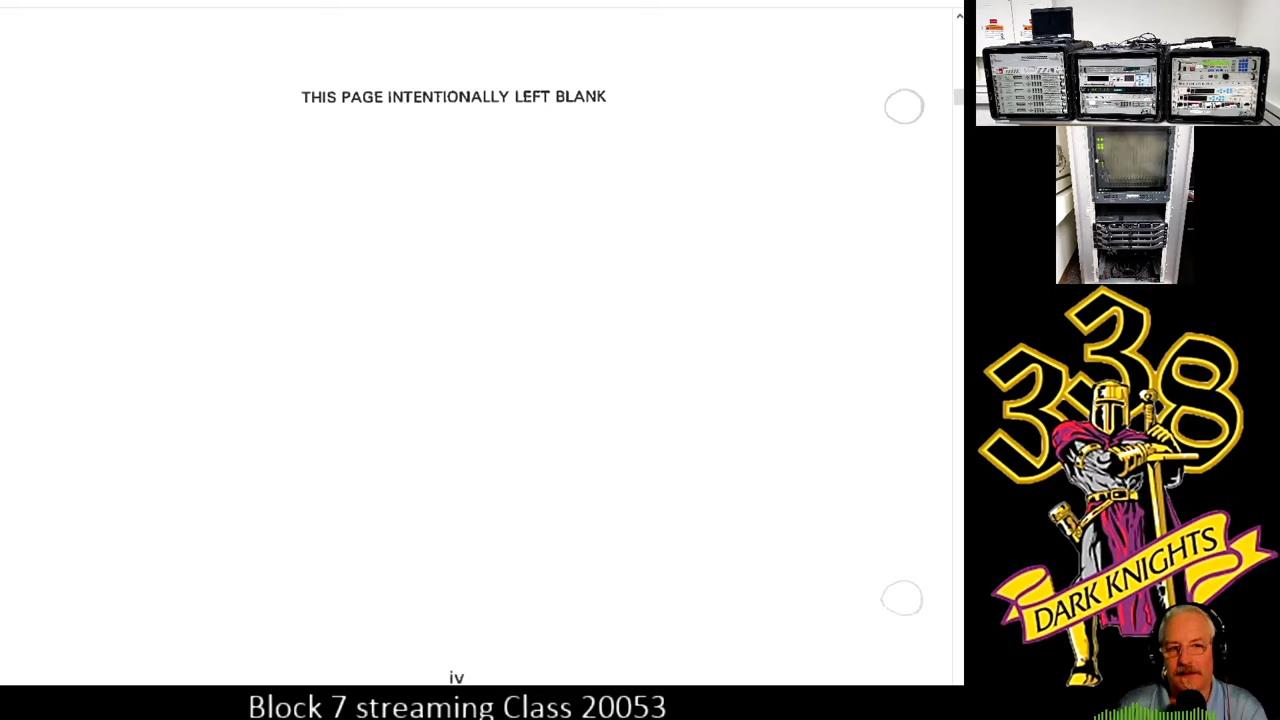 THIS PAGE INTENTIONALLY LEFT BLANK
iv
338
DARK KNIGHTS
Block 7 streaming Class 20053